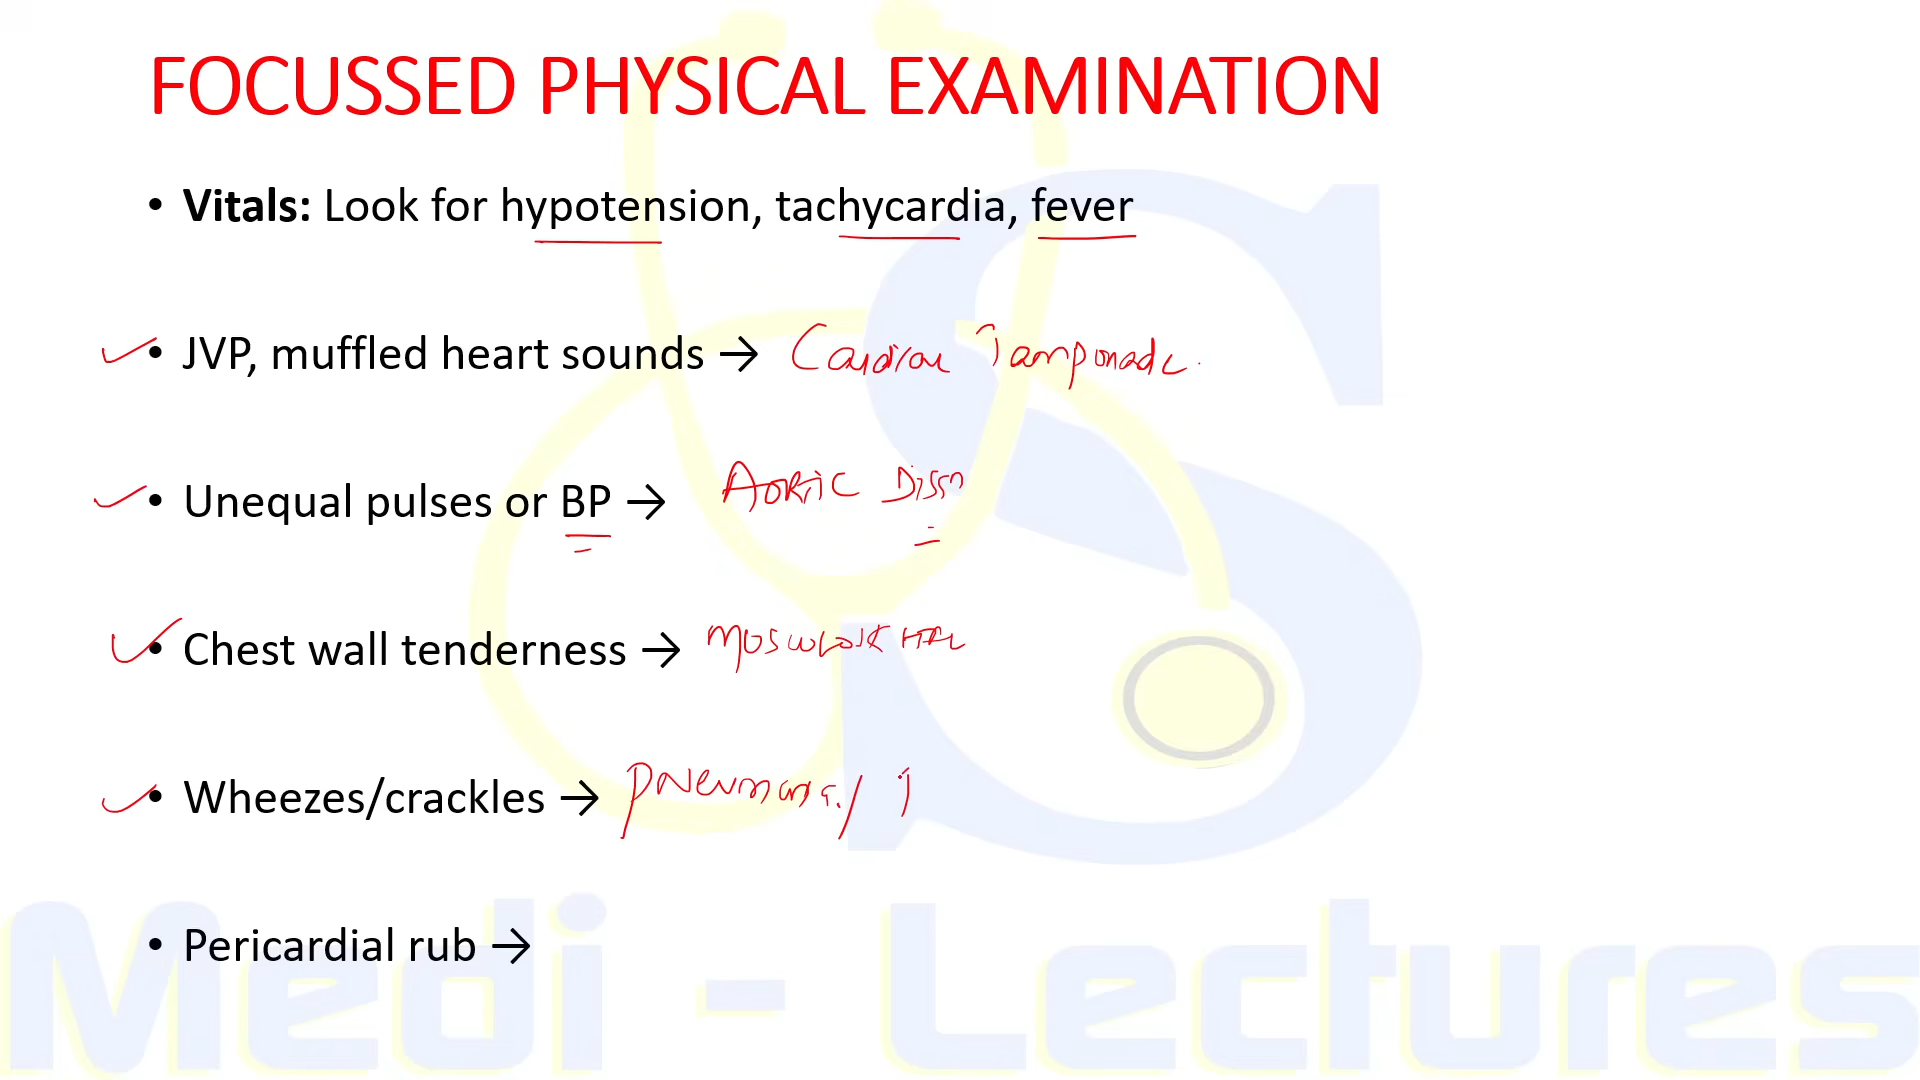 FOCUSSED PHYSICAL EXAMINATION
• Vitals: Look for hypotension, tachycardia, fever
• JVP, muffled heart sounds → Cardiac Tamponade
• Unequal pulses or BP → AORTIC Dissn
• Chest wall tenderness →
• Wheezes/crackles → /
• Pericardial rub →
Medi - Lectures